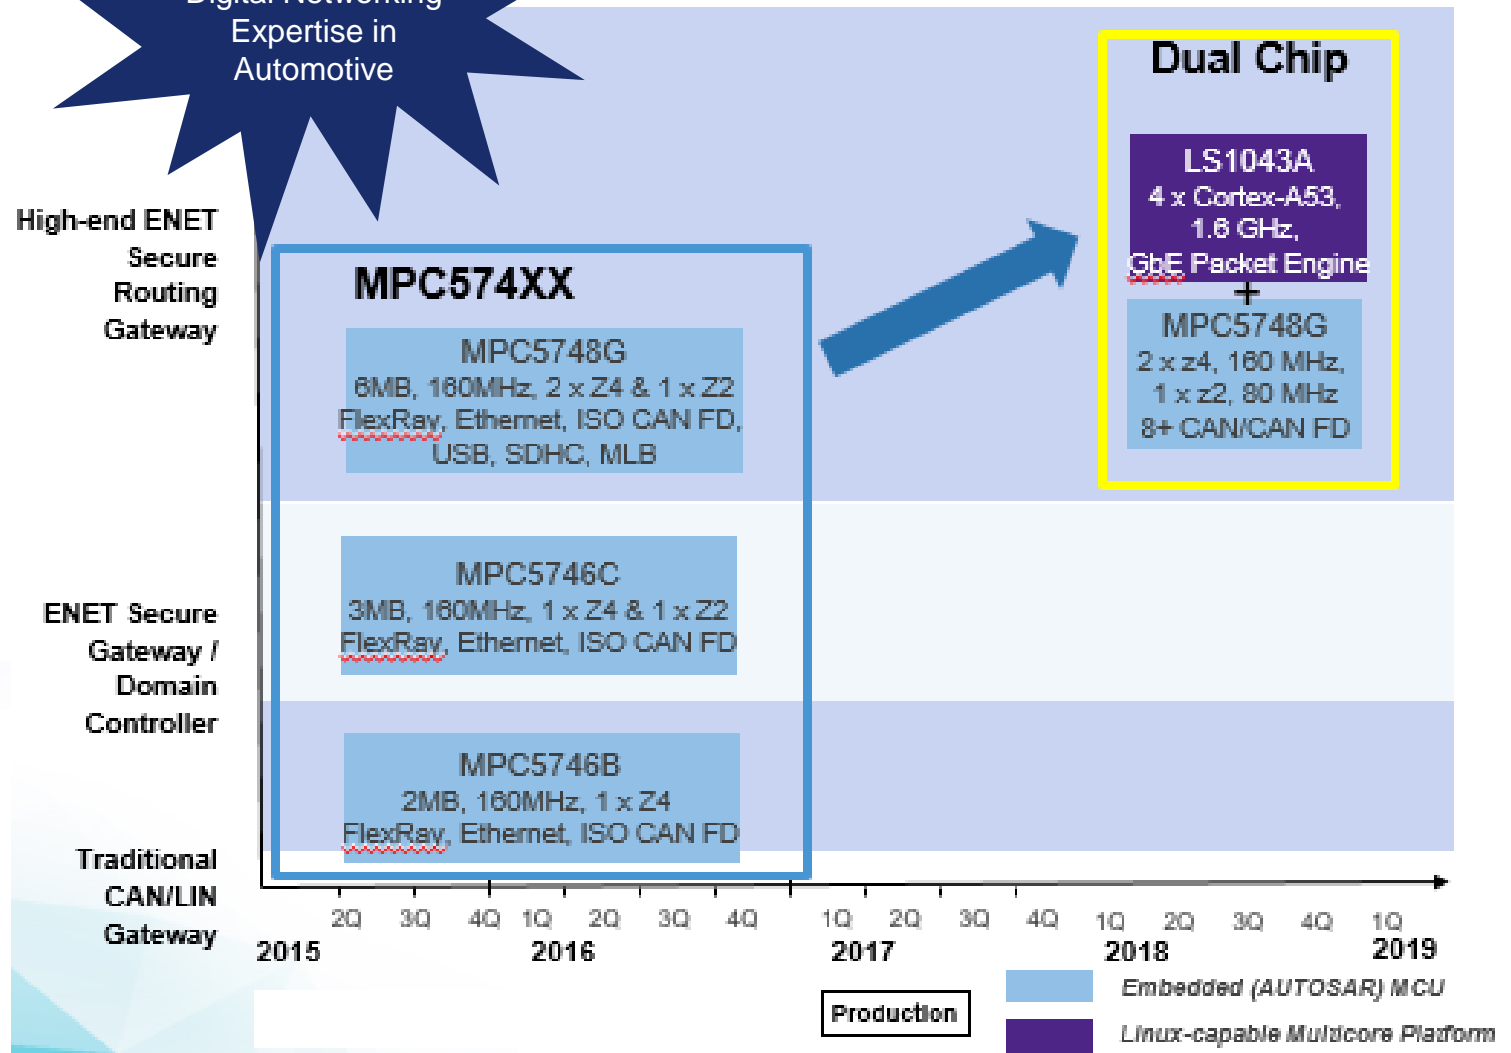 Digital Networking
Expertise in
Automotive
Dual Chip
LS1043A
4 x Cortex-A53,
1.6 GHz,
GbE Packet Engine
+
MPC5748G
2 x z4, 160 MHz,
1 x z2, 80 MHz
8+ CAN/CAN FD
High-end ENET
Secure
Routing
Gateway
MPC574XX
MPC5748G
6MB, 160MHz, 2 x Z4 & 1 x Z2
FlexRay, Ethernet, ISO CAN FD,
USB, SDHC, MLB
ENET Secure
Gateway /
Domain
Controller
MPC5746C
3MB, 160MHz, 1 x Z4 & 1 x Z2
FlexRay, Ethernet, ISO CAN FD
MPC5746B
2MB, 160MHz, 1 x Z4
FlexRay, Ethernet, ISO CAN FD
Traditional
CAN/LIN
Gateway
2Q 3Q 4Q 1Q 2Q 3Q 4Q 1Q 2Q 3Q 4Q 1Q 2Q 3Q 4Q 1Q
2015 2016 2017 2018 2019
Production
Embedded (AUTOSAR) MCU
Linux-capable Multicore Platform